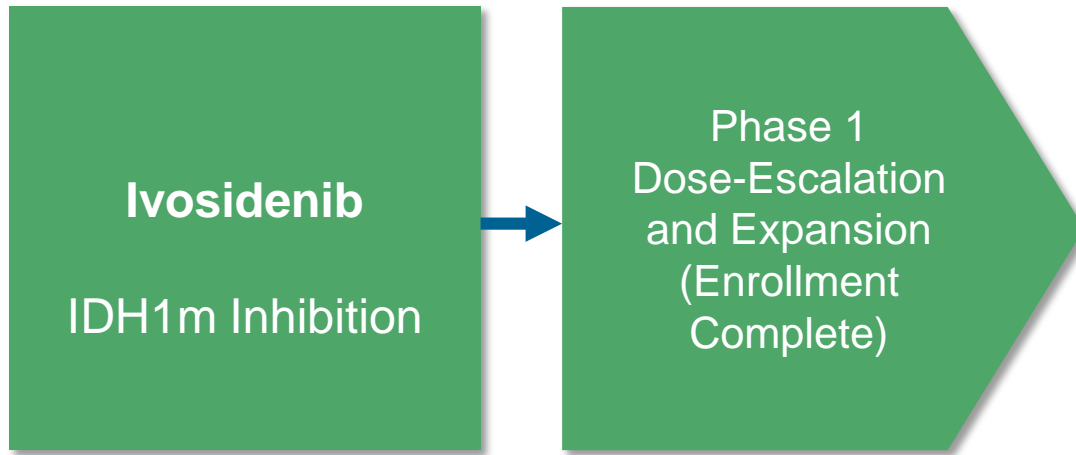 Ivosidenib
IDH1m Inhibition
Phase 1
Dose-Escalation
and Expansion
(Enrollment
Complete)